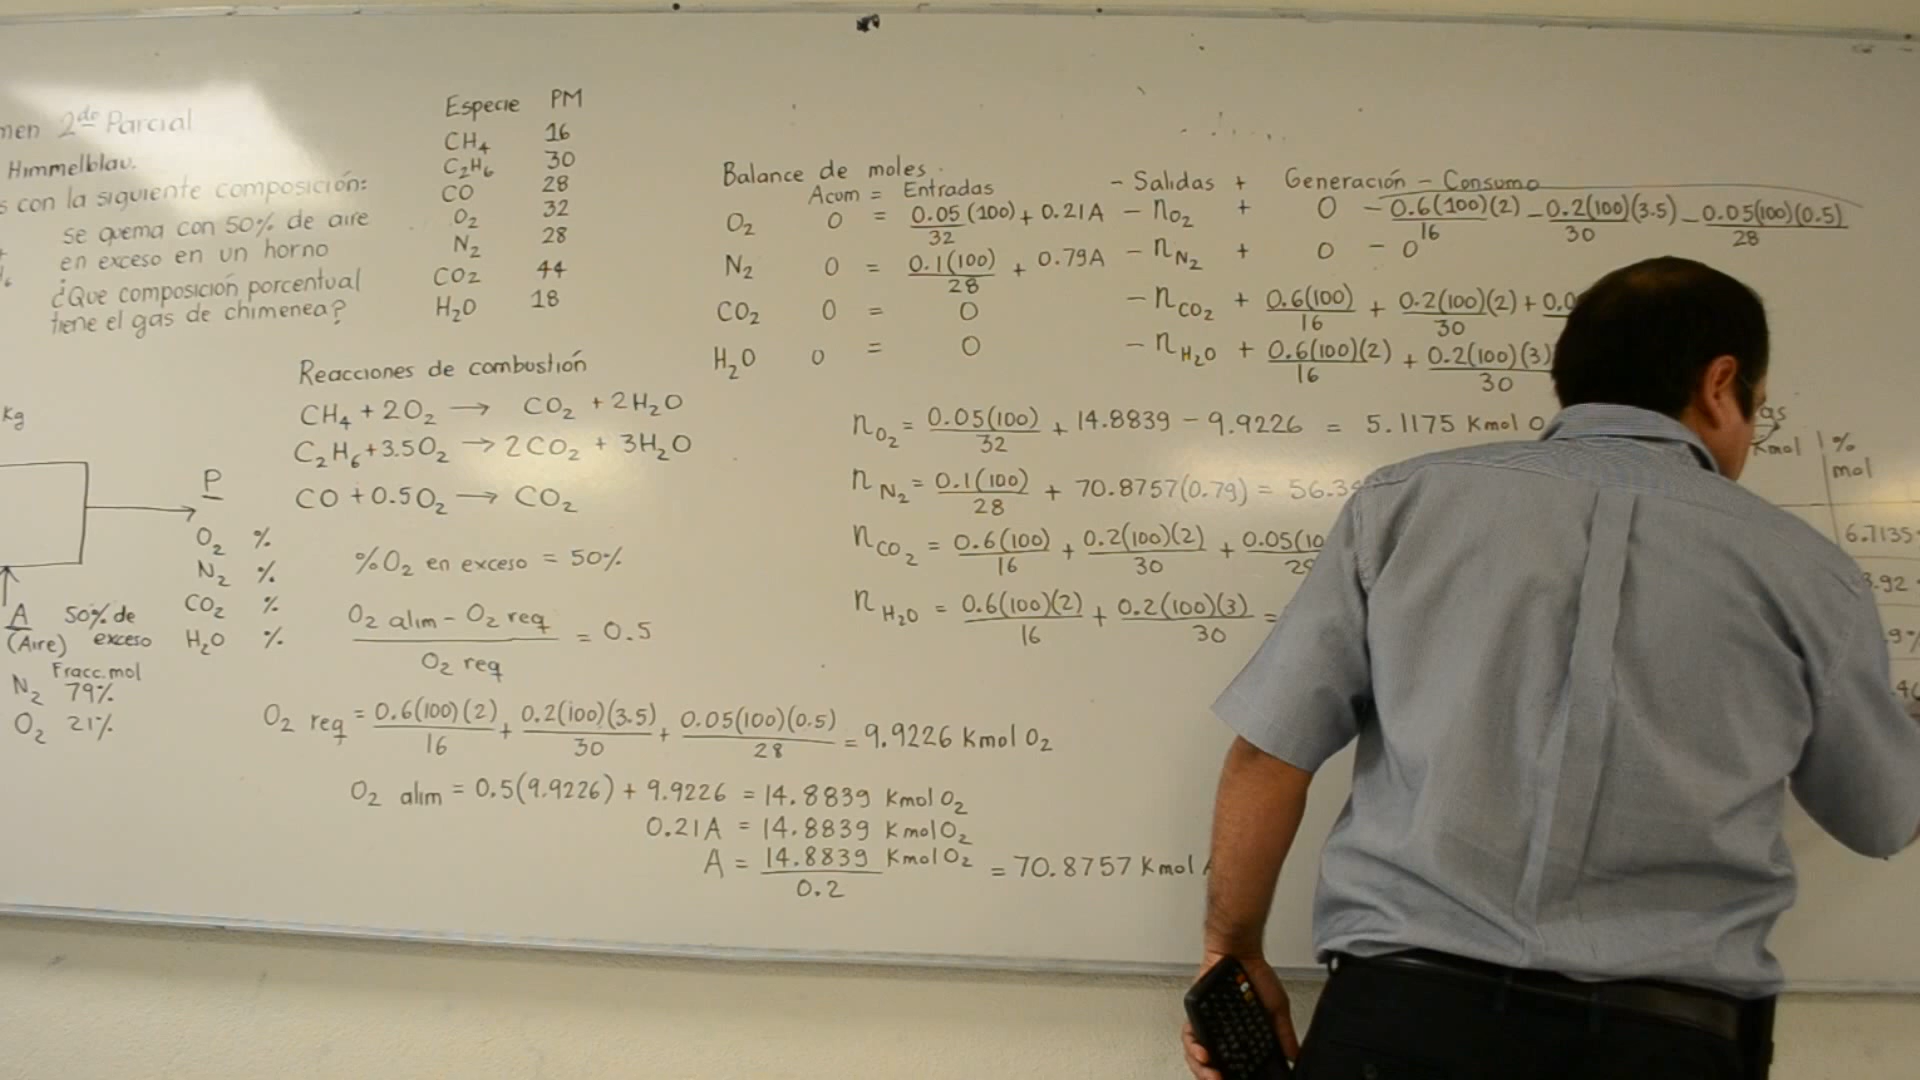 men 2do Parcial
Himmelblau.
s con la siguiente composición:
se quema con 50% de aire
en exceso en un horno
¿Que composición porcentual
tiene el gas de chimenea?
Kg
P
O2 %
N2 %
CO2 %
H2O %
A 50% de
(Aire) exceso
Fracc. mol
N2 79%
O2 21%
Especie PM
CH4 16
C2H6 30
CO 28
O2 32
N2 28
CO2 44
H2O 18
Reacciones de combustión
CH4 + 2O2 → CO2 + 2H2O
C2H6 + 3.5O2 → 2CO2 + 3H2O
CO + 0.5O2 → CO2
%O2 en exceso = 50%
(O2 alim - O2 req) / O2 req = 0.5
O2 req = 0.6(100)(2)/16 + 0.2(100)(3.5)/30 + 0.05(100)(0.5)/28 = 9.9226 Kmol O2
O2 alim = 0.5(9.9226) + 9.9226 = 14.8839 Kmol O2
0.21A = 14.8839 Kmol O2
A = 14.8839/0.2 Kmol O2 = 70.8757 Kmol
Balance de moles.
Acom = Entradas - Salidas + Generación - Consumo
O2 0 = 0.05(100)/32 + 0.21A - nO2 + 0 - 0.6(100)(2)/16 - 0.2(100)(3.5)/30 - 0.05(100)(0.5)/28
N2 0 = 0.1(100)/28 + 0.79A - nN2 + 0 - 0
CO2 0 = 0 - nCO2 + 0.6(100)/16 + 0.2(100)(2)/30 + 0.0
H2O 0 = 0 - nH2O + 0.6(100)(2)/16 + 0.2(100)(3)/30
nO2 = 0.05(100)/32 + 14.8839 - 9.9226 = 5.1175 Kmol O
nN2 = 0.1(100)/28 + 70.8757(0.79) = 56.3
nCO2 = 0.6(100)/16 + 0.2(100)(2)/30 + 0.05(10
nH2O = 0.6(100)(2)/16 + 0.2(100)(3)/30 =
as
Kmol % mol
6.7135
3.92